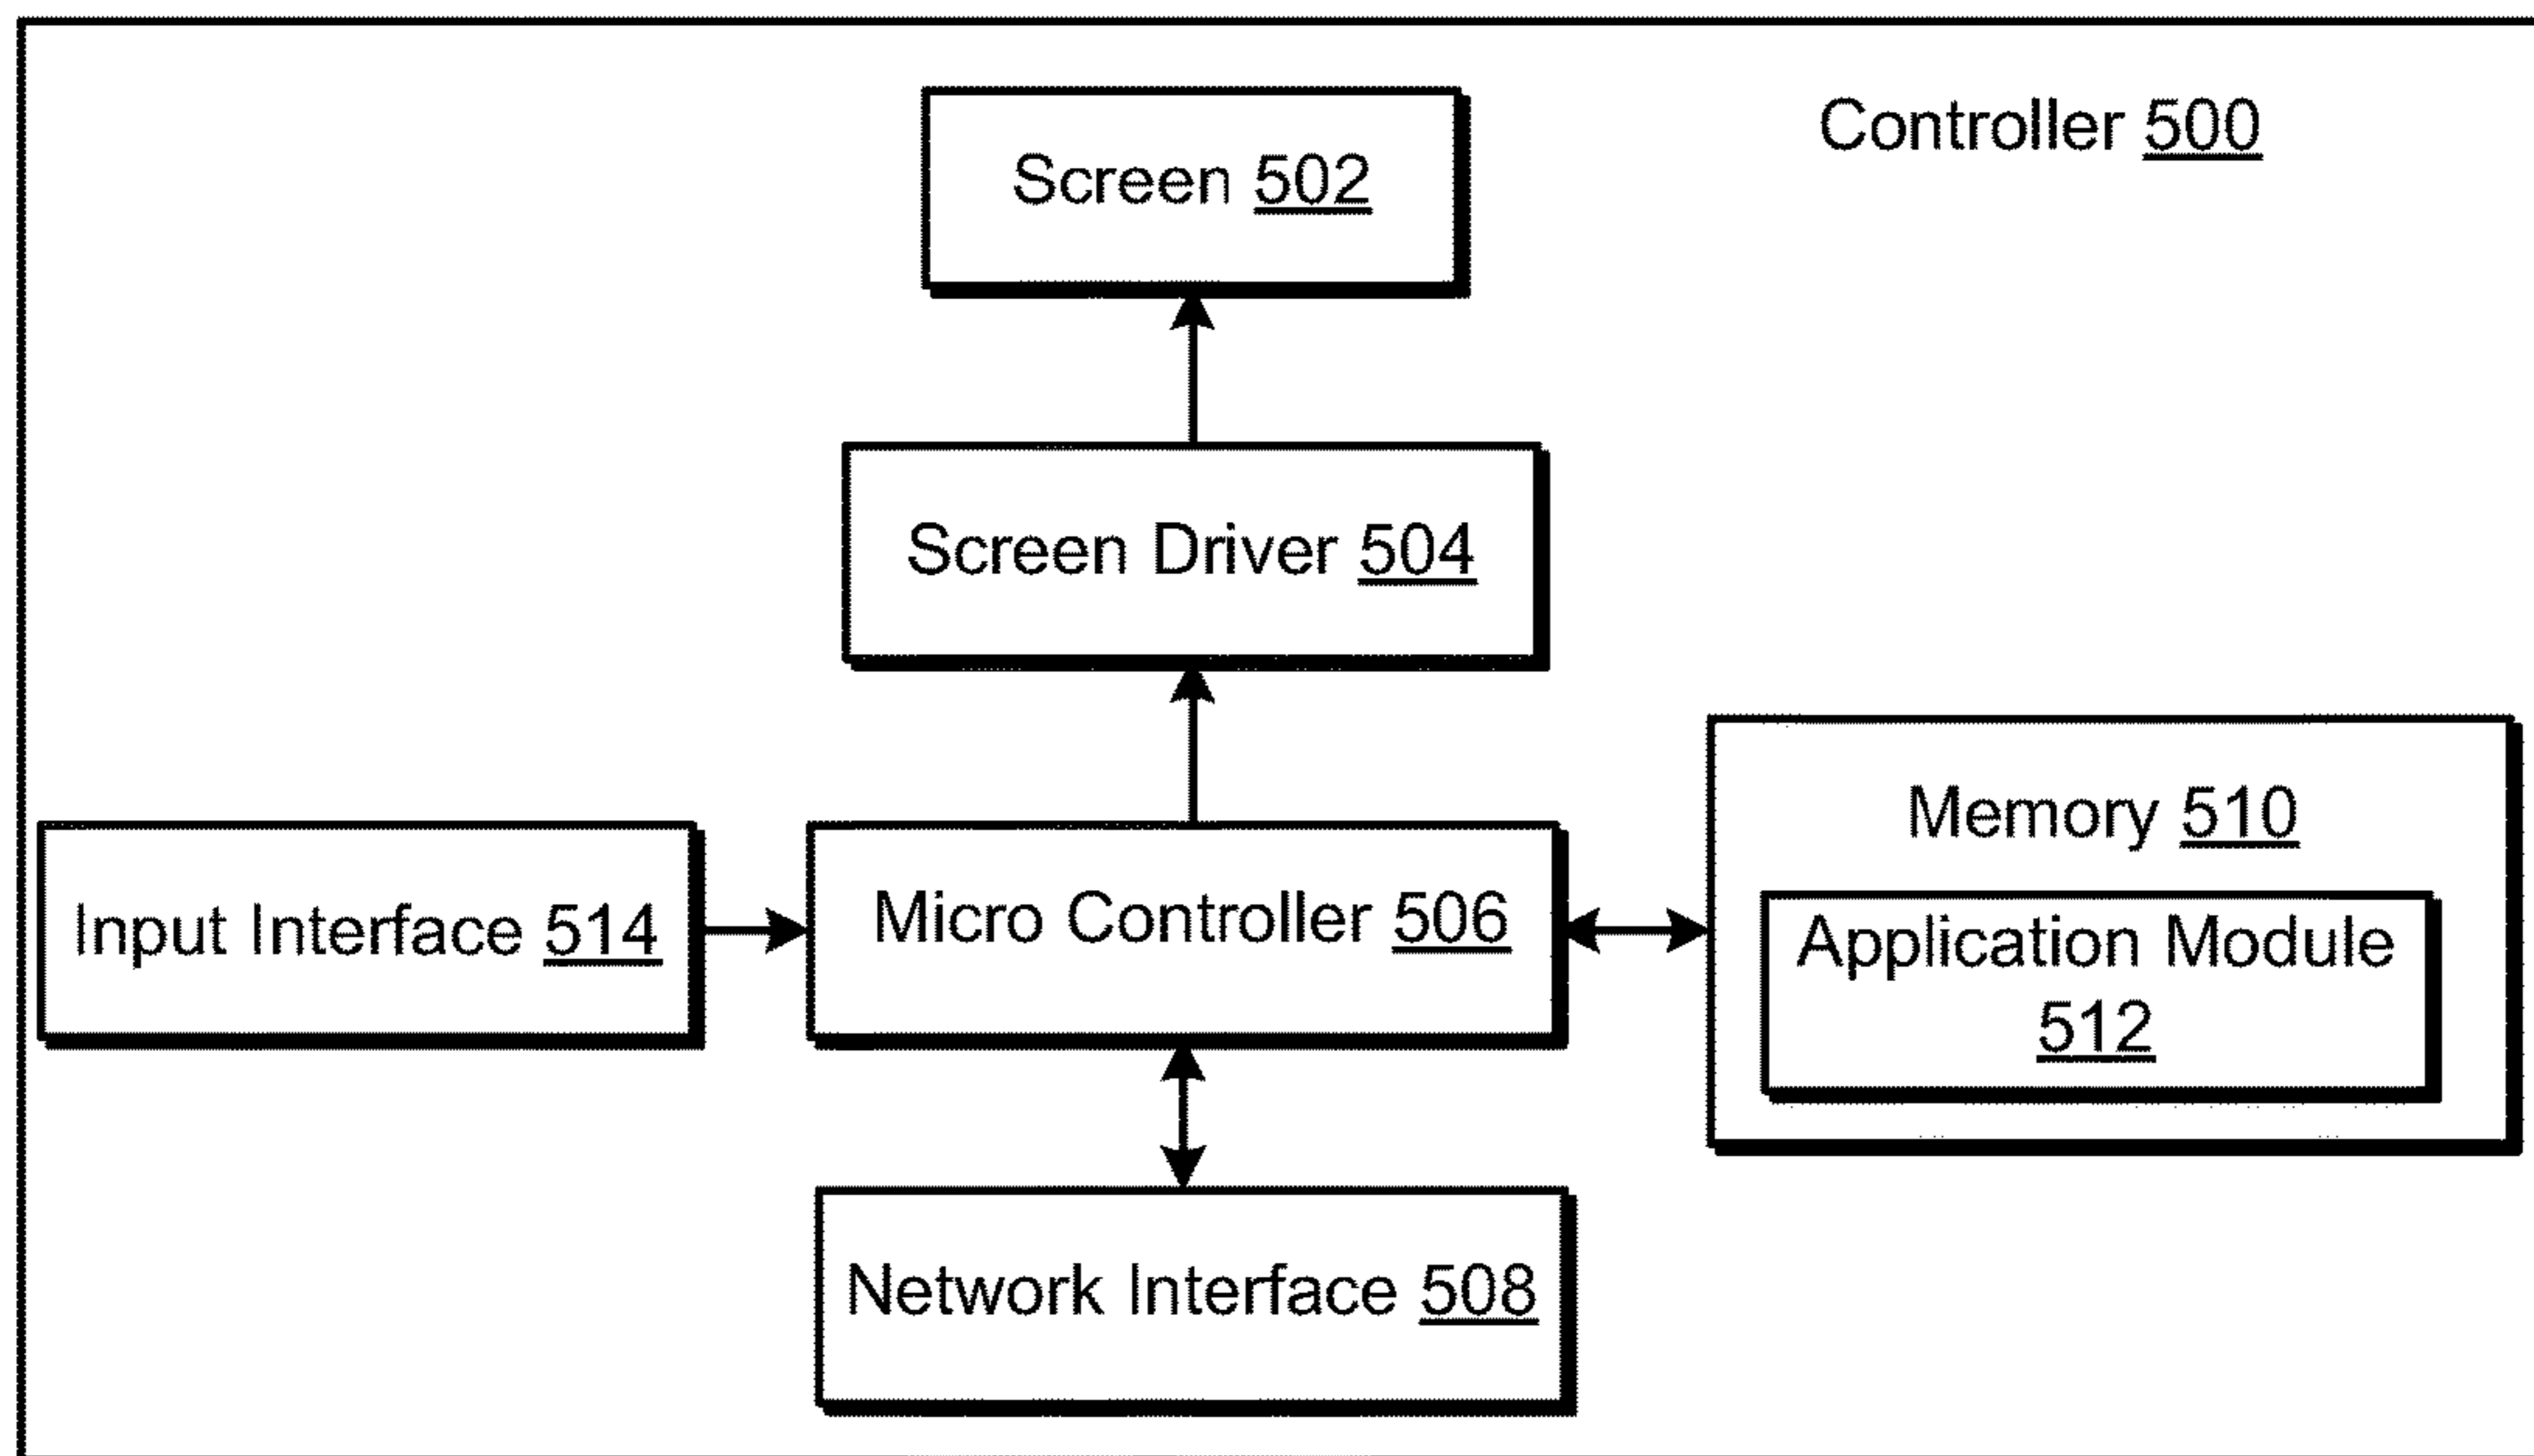 Controller 500
Screen 502
Screen Driver 504
Memory 510
Input Interface 514
Micro Controller 506
Application Module
512
Network Interface 508